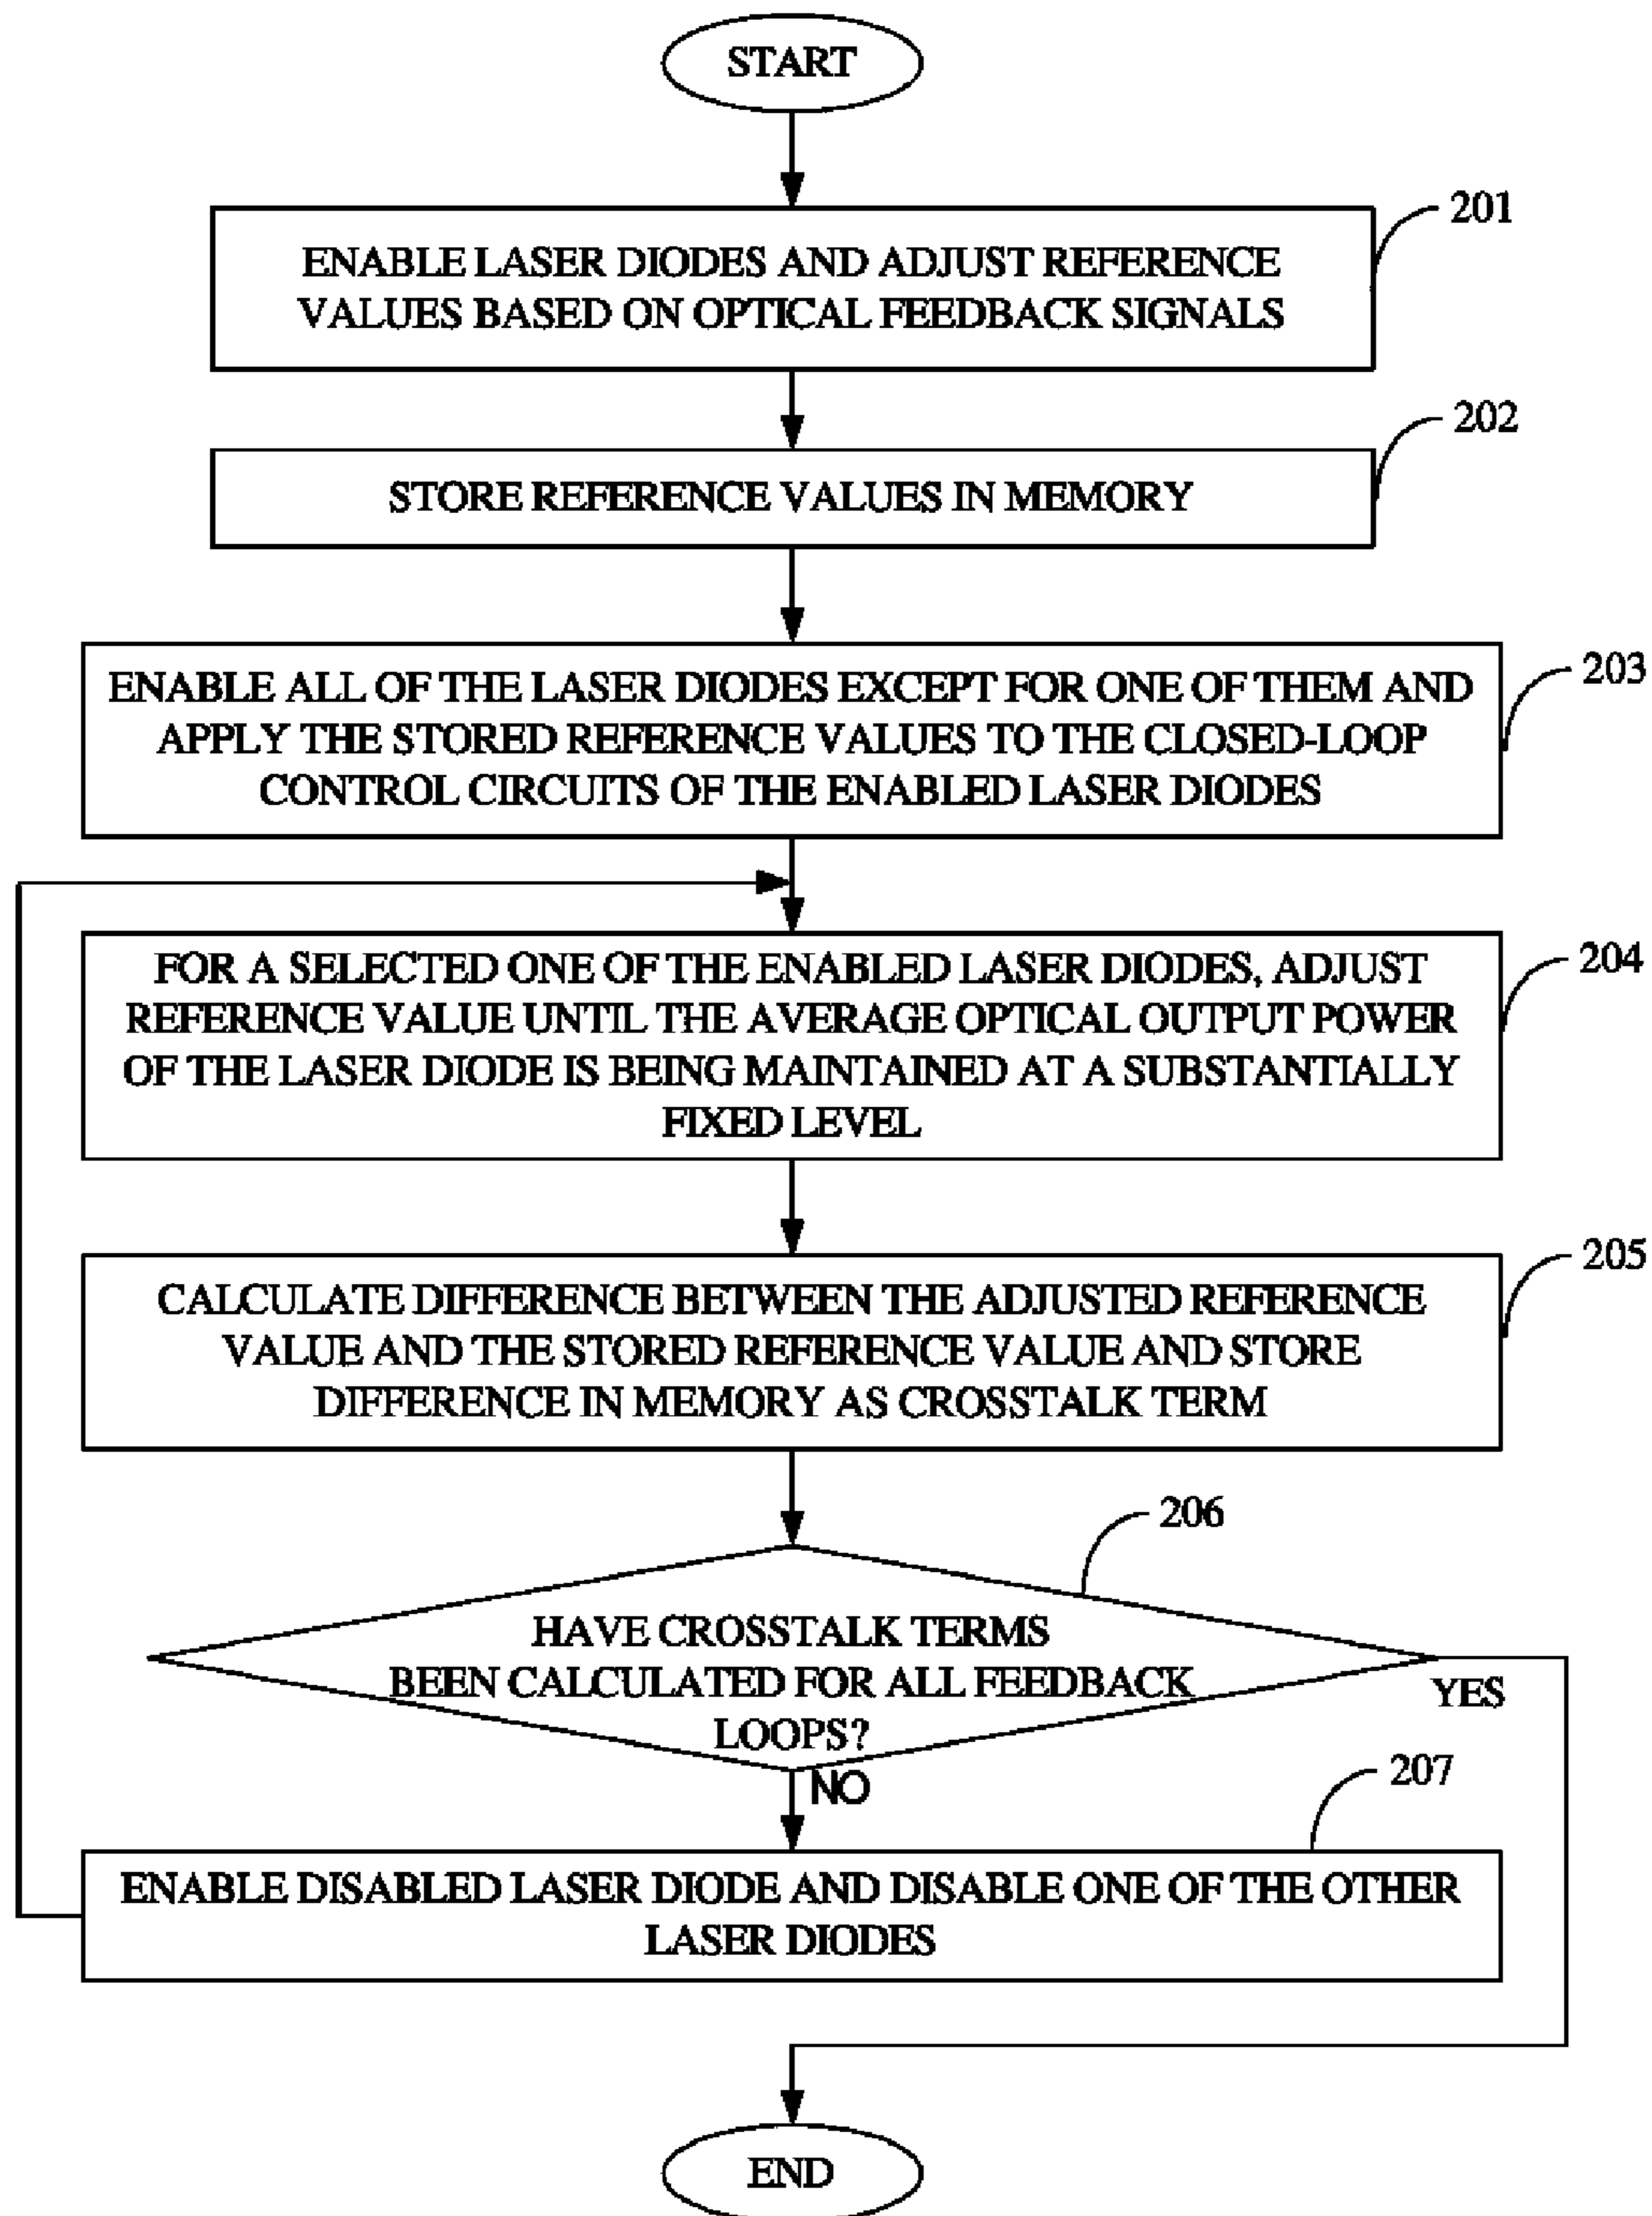 START
201
ENABLE LASER DIODES AND ADJUST REFERENCE
VALUES BASED ON OPTICAL FEEDBACK SIGNALS
202
STORE REFERENCE VALUES IN MEMORY
203
ENABLE ALL OF THE LASER DIODES EXCEPT FOR ONE OF THEM AND
APPLY THE STORED REFERENCE VALUES TO THE CLOSED-LOOP
CONTROL CIRCUITS OF THE ENABLED LASER DIODES
204
FOR A SELECTED ONE OF THE ENABLED LASER DIODES, ADJUST
REFERENCE VALUE UNTIL THE AVERAGE OPTICAL OUTPUT POWER
OF THE LASER DIODE IS BEING MAINTAINED AT A SUBSTANTIALLY
FIXED LEVEL
205
CALCULATE DIFFERENCE BETWEEN THE ADJUSTED REFERENCE
VALUE AND THE STORED REFERENCE VALUE AND STORE
DIFFERENCE IN MEMORY AS CROSSTALK TERM
206
HAVE CROSSTALK TERMS
BEEN CALCULATED FOR ALL FEEDBACK
LOOPS?
YES
NO
207
ENABLE DISABLED LASER DIODE AND DISABLE ONE OF THE OTHER
LASER DIODES
END